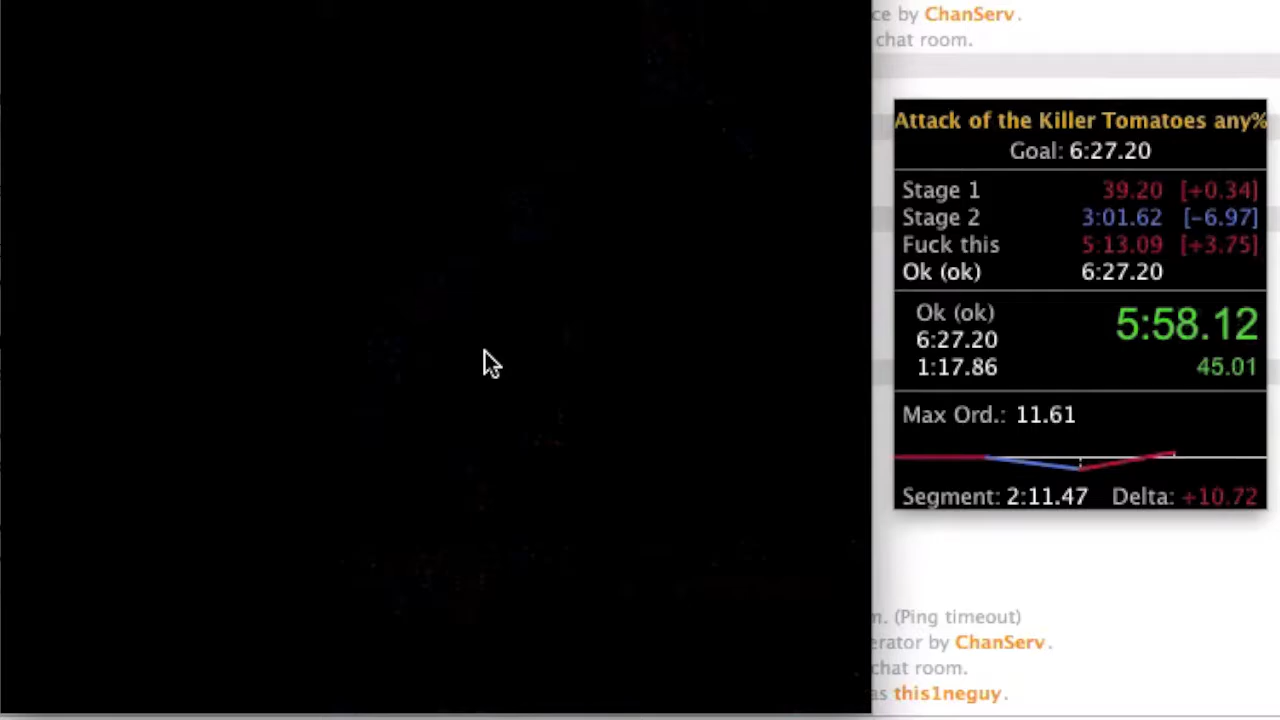 ce by ChanServ.
chat room.
Attack of the Killer Tomatoes any%
Goal: 6:27.20
Stage 1 39.20 [+0.34]
Stage 2 3:01.62 [−6.97]
Fuck this 5:13.09 [+3.75]
Ok (ok) 6:27.20
Ok (ok)
6:27.20 5:58.12
1:17.86 45.01
Max Ord.: 11.61
Segment: 2:11.47 Delta: +10.72
m. (Ping timeout)
erator by ChanServ.
chat room.
as this1neguy.